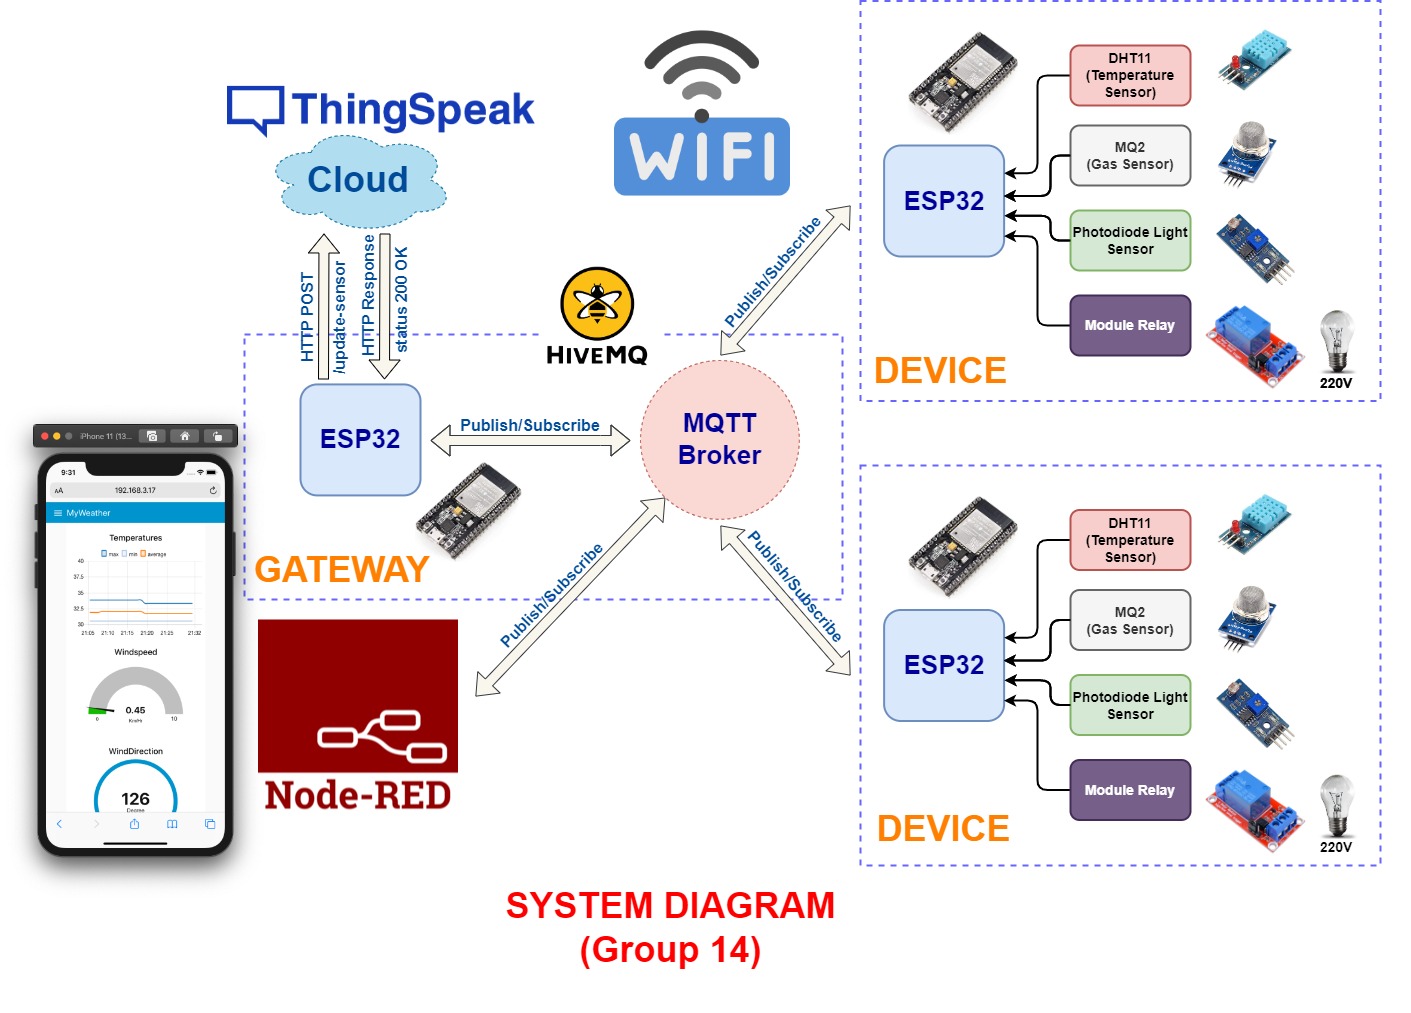 ThingSpeak
Cloud
WIFI
HTTP POST
/update-sensor
HTTP Response
status 200 OK
HIVEMQ
Publish/Subscribe
ESP32
Publish/Subscribe
MQTT
Broker
GATEWAY
Publish/Subscribe
Publish/Subscribe
Node-RED
iPhone 11 (13...
9:31
AA
192.168.3.17
MyWeather
Temperatures
max
min
average
40
37.5
35
32.5
30
21:05
21:10
21:15
21:20
21:25
21:32
Windspeed
0.45
Km/H
0
10
WindDirection
126
Degree
DHT11
(Temperature
Sensor)
MQ2
(Gas Sensor)
ESP32
Photodiode Light
Sensor
Module Relay
DEVICE
220V
DHT11
(Temperature
Sensor)
MQ2
(Gas Sensor)
ESP32
Photodiode Light
Sensor
Module Relay
DEVICE
220V
SYSTEM DIAGRAM
(Group 14)